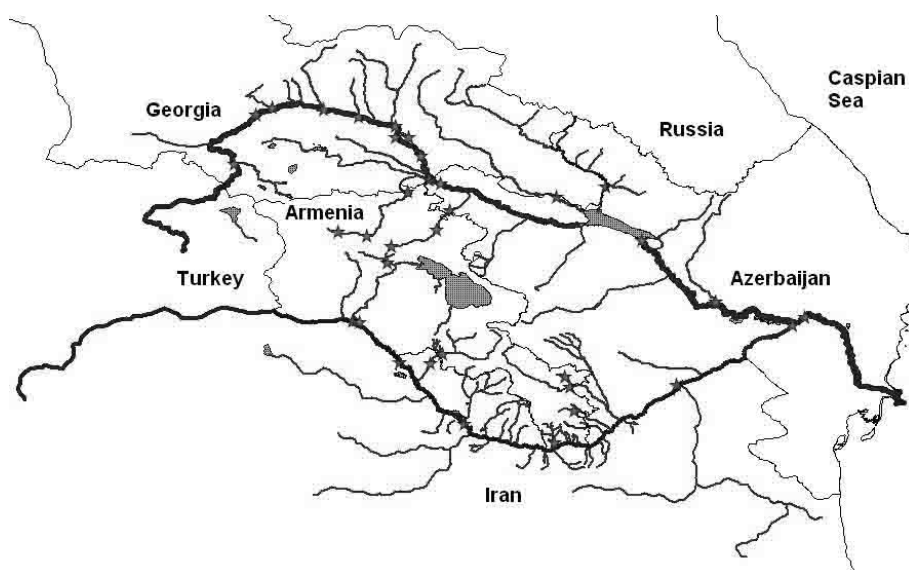 Caspian
Sea
Georgia
Russia
Armenia
Turkey
Azerbaijan
Iran